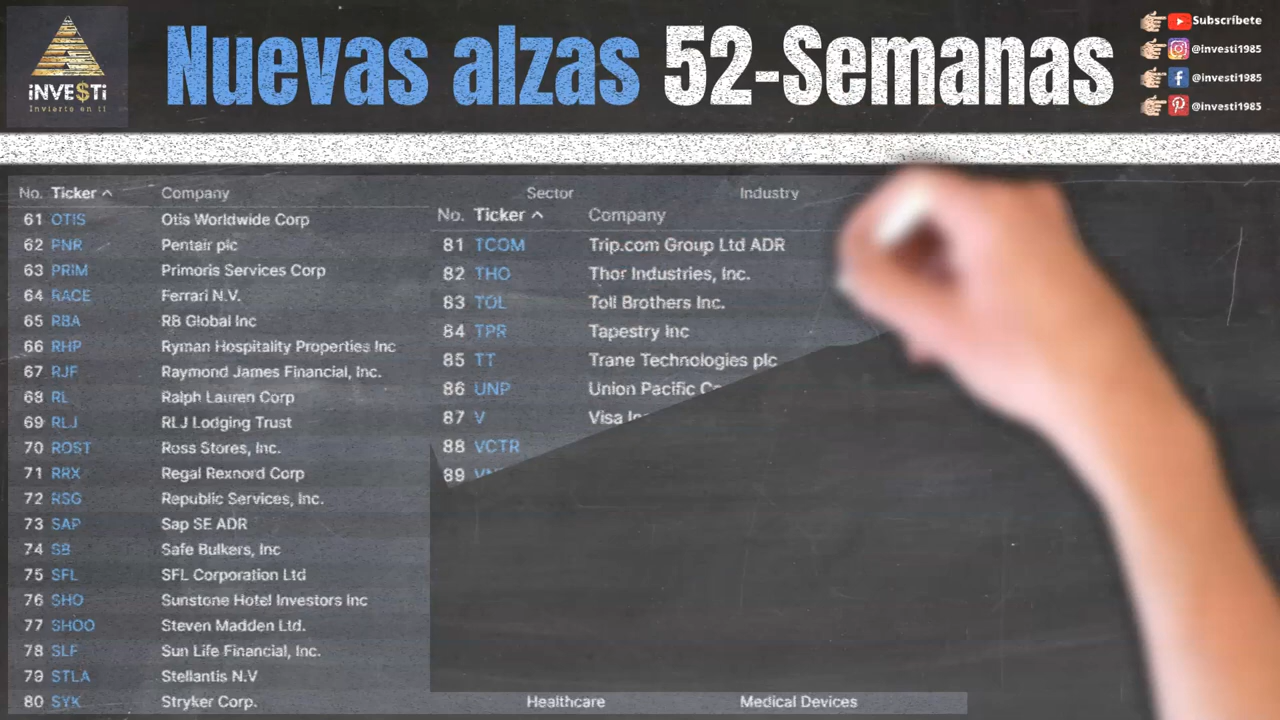 iNVE$Ti
Invierte en ti
Nuevas alzas 52-Semanas
Subscríbete
@investi1985
@investi1985
@investi1985
No. Ticker Company Sector Industry
61 OTIS Otis Worldwide Corp
62 PNR Pentair plc
63 PRIM Primoris Services Corp
64 RACE Ferrari N.V.
65 RBA RB Global Inc
66 RHP Ryman Hospitality Properties Inc
67 RJF Raymond James Financial, Inc.
68 RL Ralph Lauren Corp
69 RLJ RLJ Lodging Trust
70 ROST Ross Stores, Inc.
71 RRX Regal Rexnord Corp
72 RSG Republic Services, Inc.
73 SAP Sap SE ADR
74 SB Safe Bulkers, Inc
75 SFL SFL Corporation Ltd
76 SHO Sunstone Hotel Investors Inc
77 SHOO Steven Madden Ltd.
78 SLF Sun Life Financial, Inc.
79 STLA Stellantis N.V
80 SYK Stryker Corp. Healthcare Medical Devices
No. Ticker Company
81 TCOM Trip.com Group Ltd ADR
82 THO Thor Industries, Inc.
83 TOL Toll Brothers Inc.
84 TPR Tapestry Inc
85 TT Trane Technologies plc
86 UNP Union Pacific
87 V Visa
88 VCTR
89